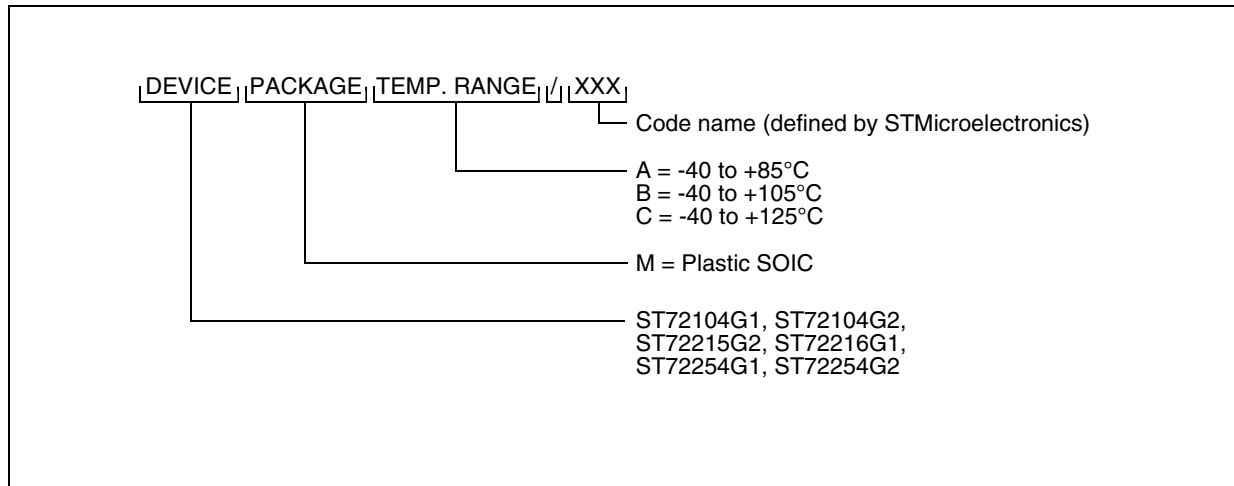 DEVICE PACKAGE TEMP. RANGE / XXX
Code name (defined by STMicroelectronics)
A = -40 to +85°C
B = -40 to +105°C
C = -40 to +125°C
M = Plastic SOIC
ST72104G1, ST72104G2,
ST72215G2, ST72216G1,
ST72254G1, ST72254G2